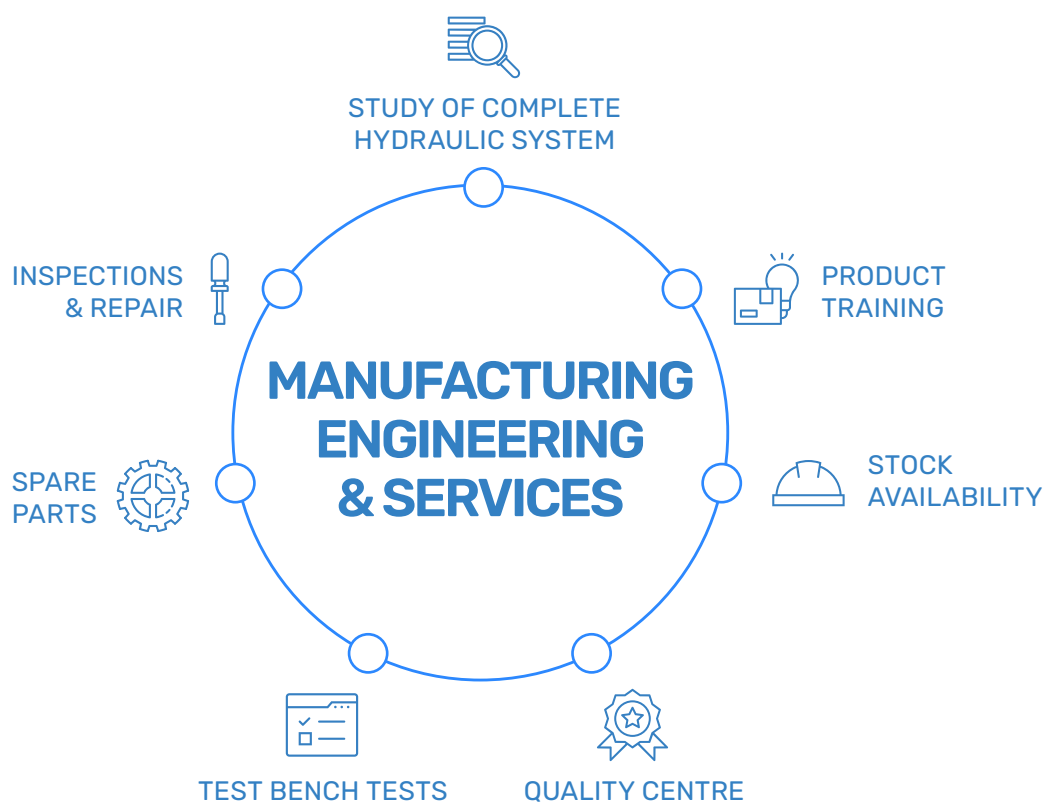 STUDY OF COMPLETE
HYDRAULIC SYSTEM
INSPECTIONS
& REPAIR
PRODUCT
TRAINING
MANUFACTURING
ENGINEERING
& SERVICES
SPARE
PARTS
STOCK
AVAILABILITY
TEST BENCH TESTS
QUALITY CENTRE